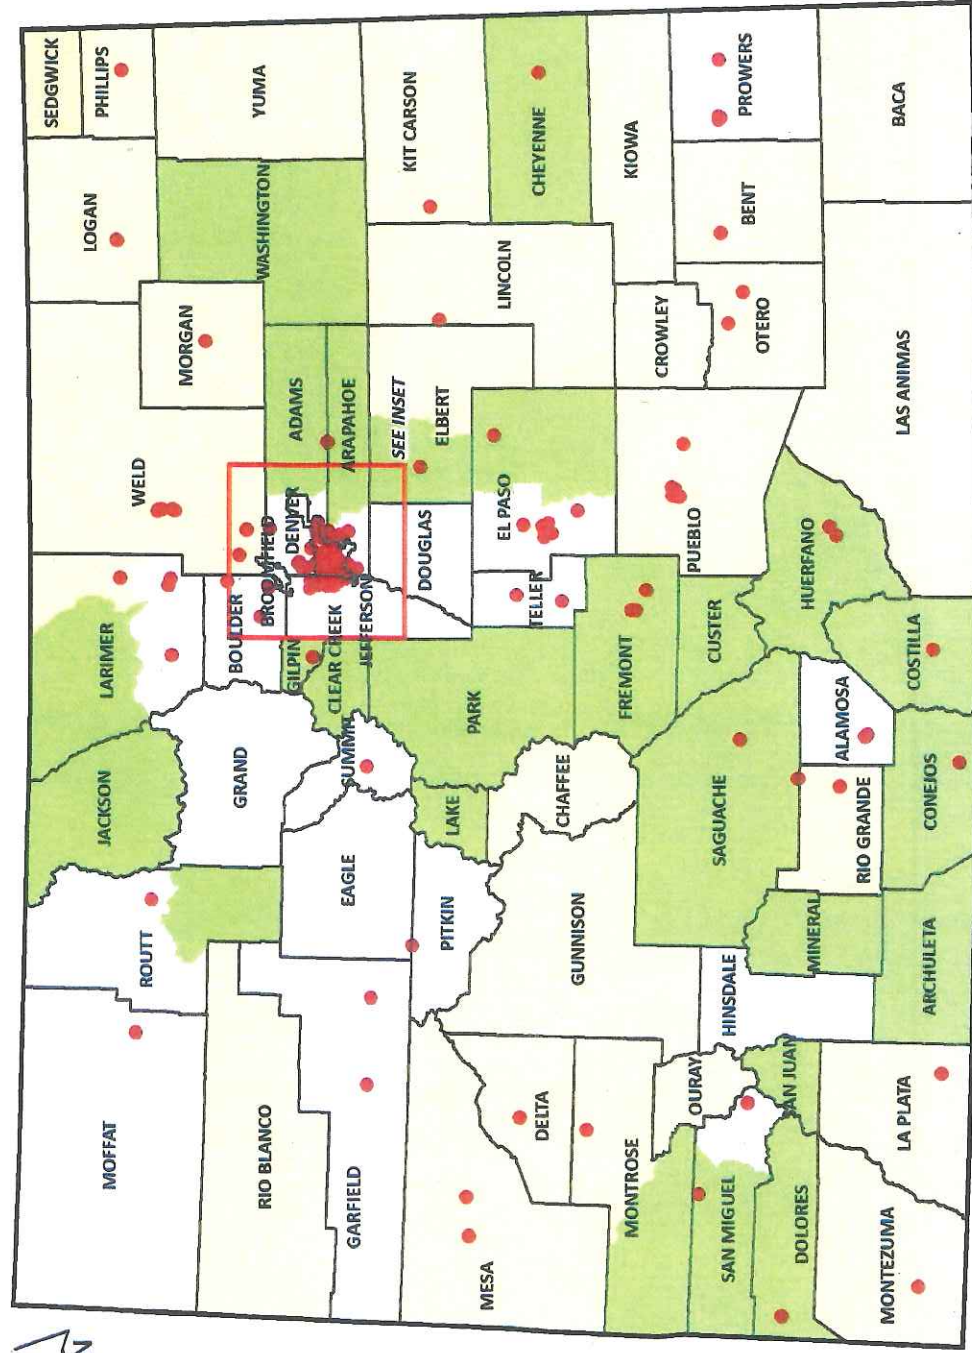 MOFFAT
ROUTT
JACKSON
LARIMER
WELD
LOGAN
SEDGWICK
PHILLIPS
MORGAN
RIO BLANCO
GRAND
BOULDER
BROOMFIELD
WASHINGTON
YUMA
GARFIELD
EAGLE
SUMMIT
GILPIN
CLEAR CREEK
JEFFERSON
DENVER
ADAMS
ARAPAHOE
SEE INSET
ELBERT
DOUGLAS
LINCOLN
KIT CARSON
MESA
DELTA
PITKIN
LAKE
PARK
TELLER
EL PASO
CHEYENNE
GUNNISON
CHAFFEE
FREMONT
MONTROSE
OURAY
SAGUACHE
CUSTER
PUEBLO
CROWLEY
KIOWA
OTERO
BENT
PROWERS
SAN MIGUEL
HINSDALE
DOLORES
SAN JUAN
MINERAL
RIO GRANDE
ALAMOSA
HUERFANO
COSTILLA
LAS ANIMAS
BACA
MONTEZUMA
LA PLATA
ARCHULETA
CONEJOS